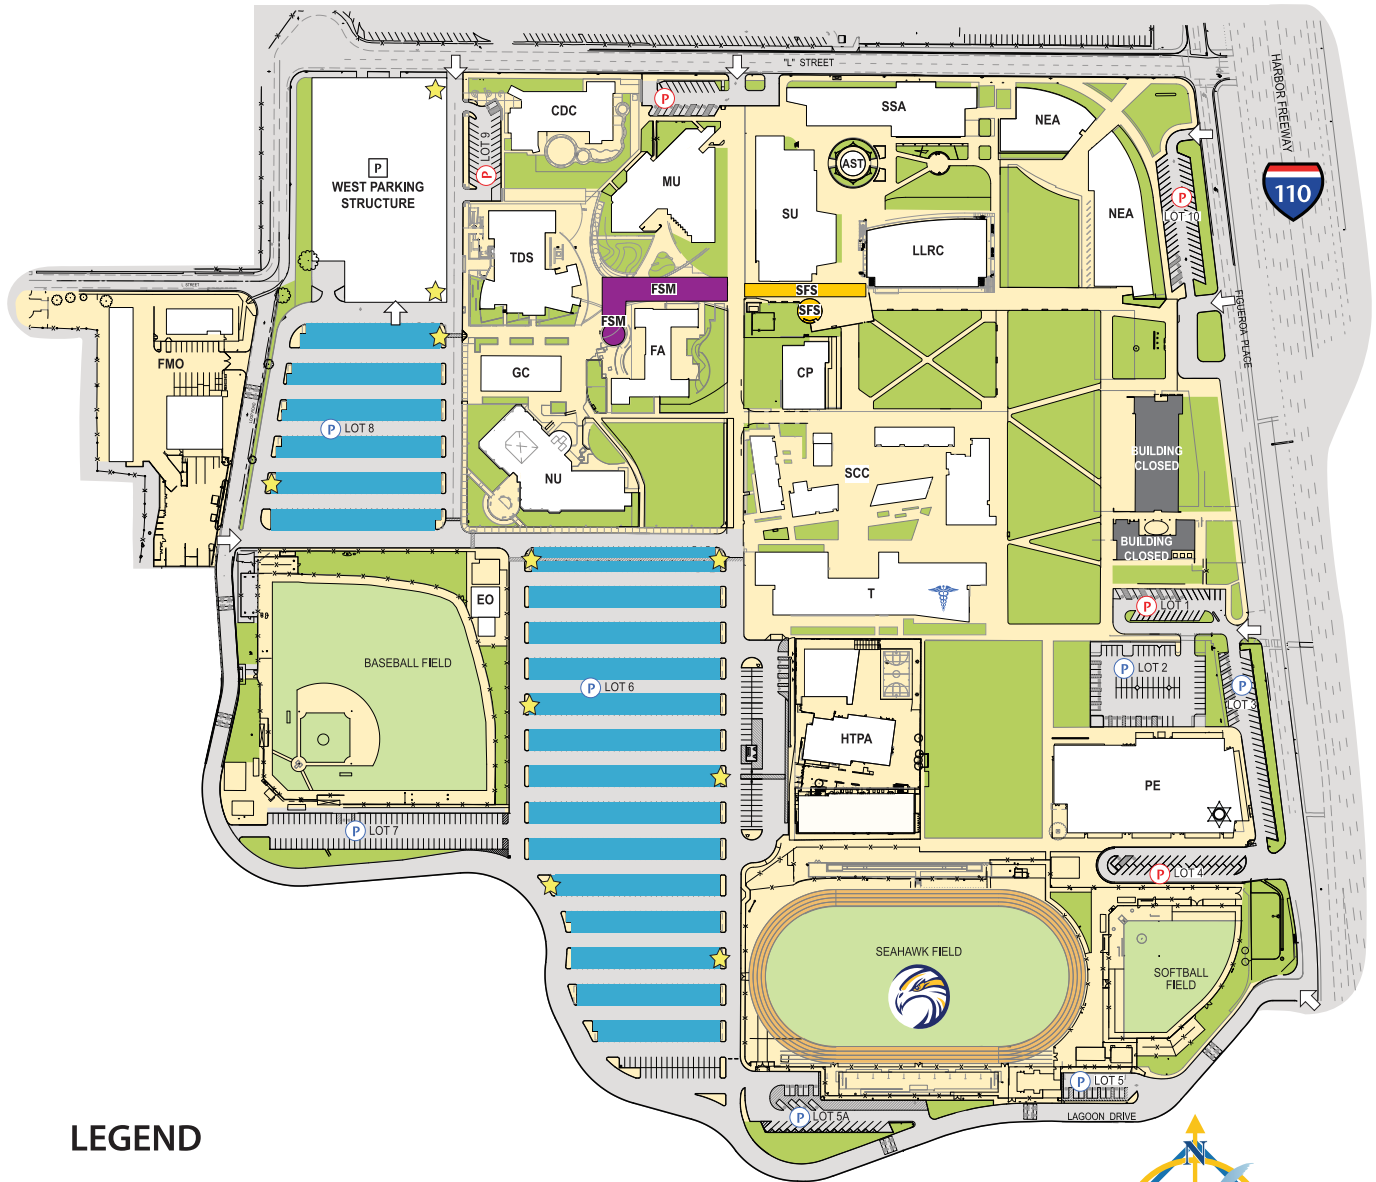 "L" STREET
HARBOR FREEWAY
110
CDC
P
SSA
NEA
LOT 9
P
P
WEST PARKING
STRUCTURE
MU
AST
SU
NEA
P
LOT 10
TDS
LLRC
L STREET
FSM
SFS
FSM
SFS
FIGUEROA PLACE
FMO
FA
GC
CP
P LOT 8
BUILDING
CLOSED
NU
SCC
BUILDING
CLOSED
EO
T
P LOT 1
BASEBALL FIELD
P LOT 6
P LOT 2
P
LOT 3
HTPA
PE
P LOT 7
P LOT 4
SEAHAWK FIELD
SOFTBALL
FIELD
P LOT 5
P LOT 5A
LAGOON DRIVE
LEGEND
N